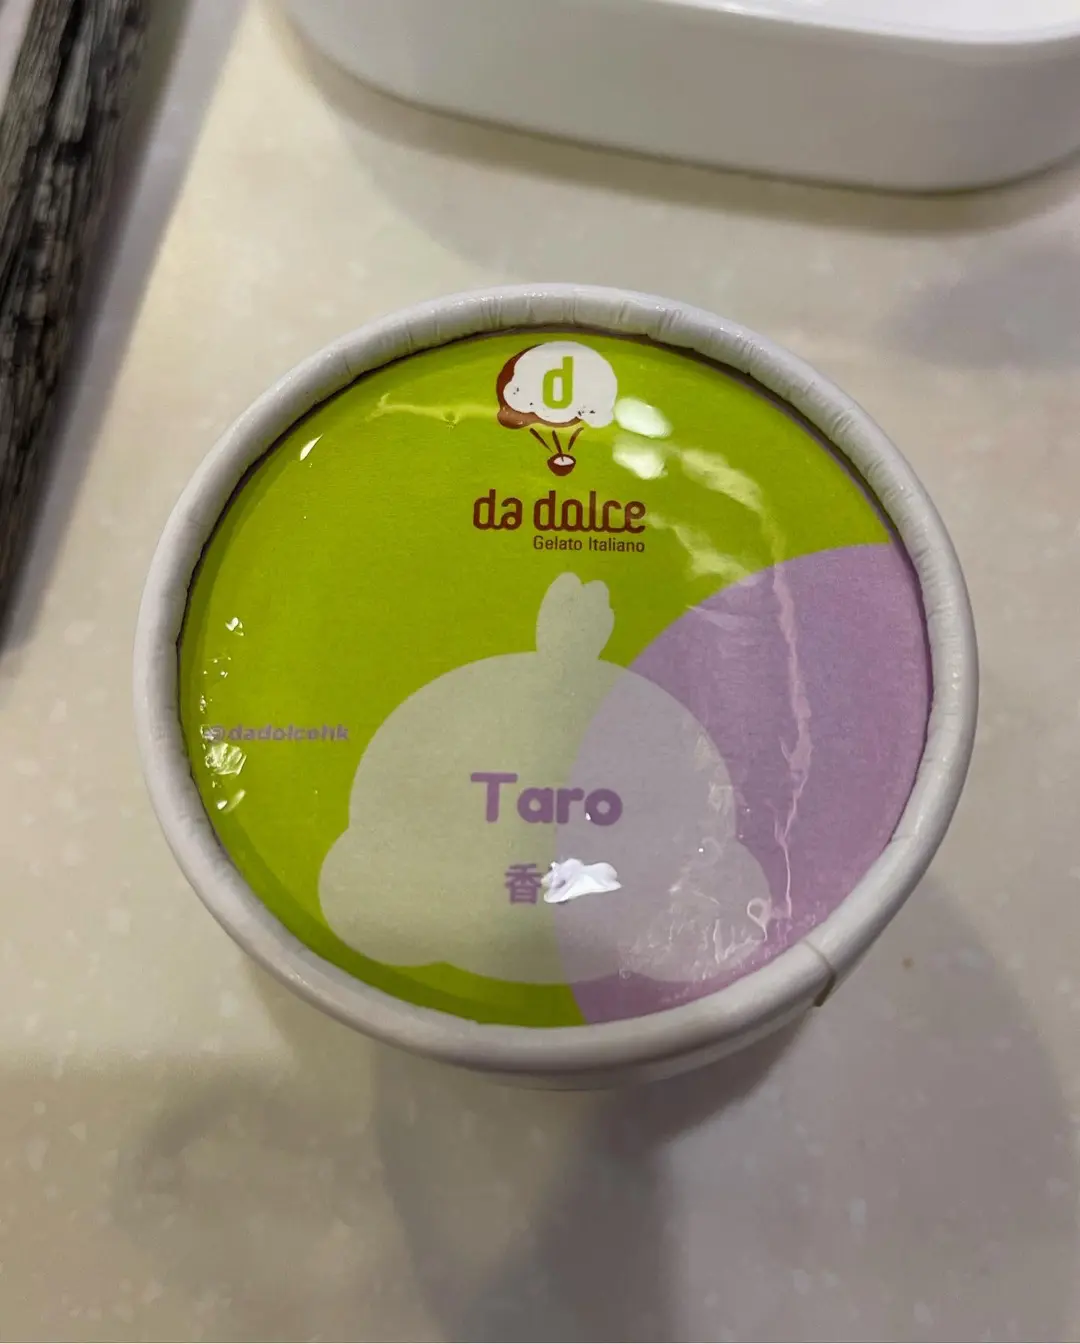 d
da dolce
Gelato Italiano
@dadolcehk
Taro
香